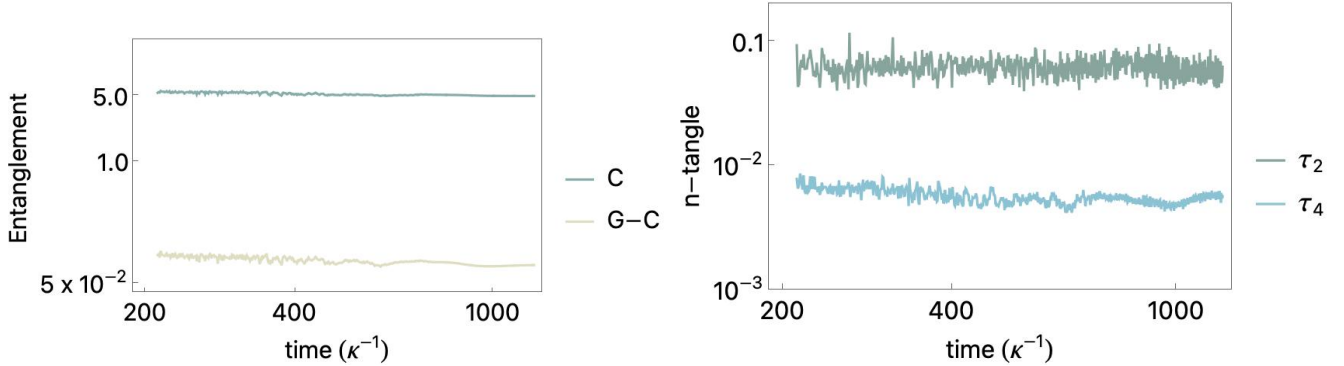 Entanglement
5.0
1.0
5 x 10⁻²
200 400 1000
time (κ⁻¹)
C
G−C
n−tangle
0.1
10⁻²
10⁻³
200 400 1000
time (κ⁻¹)
τ₂
τ₄